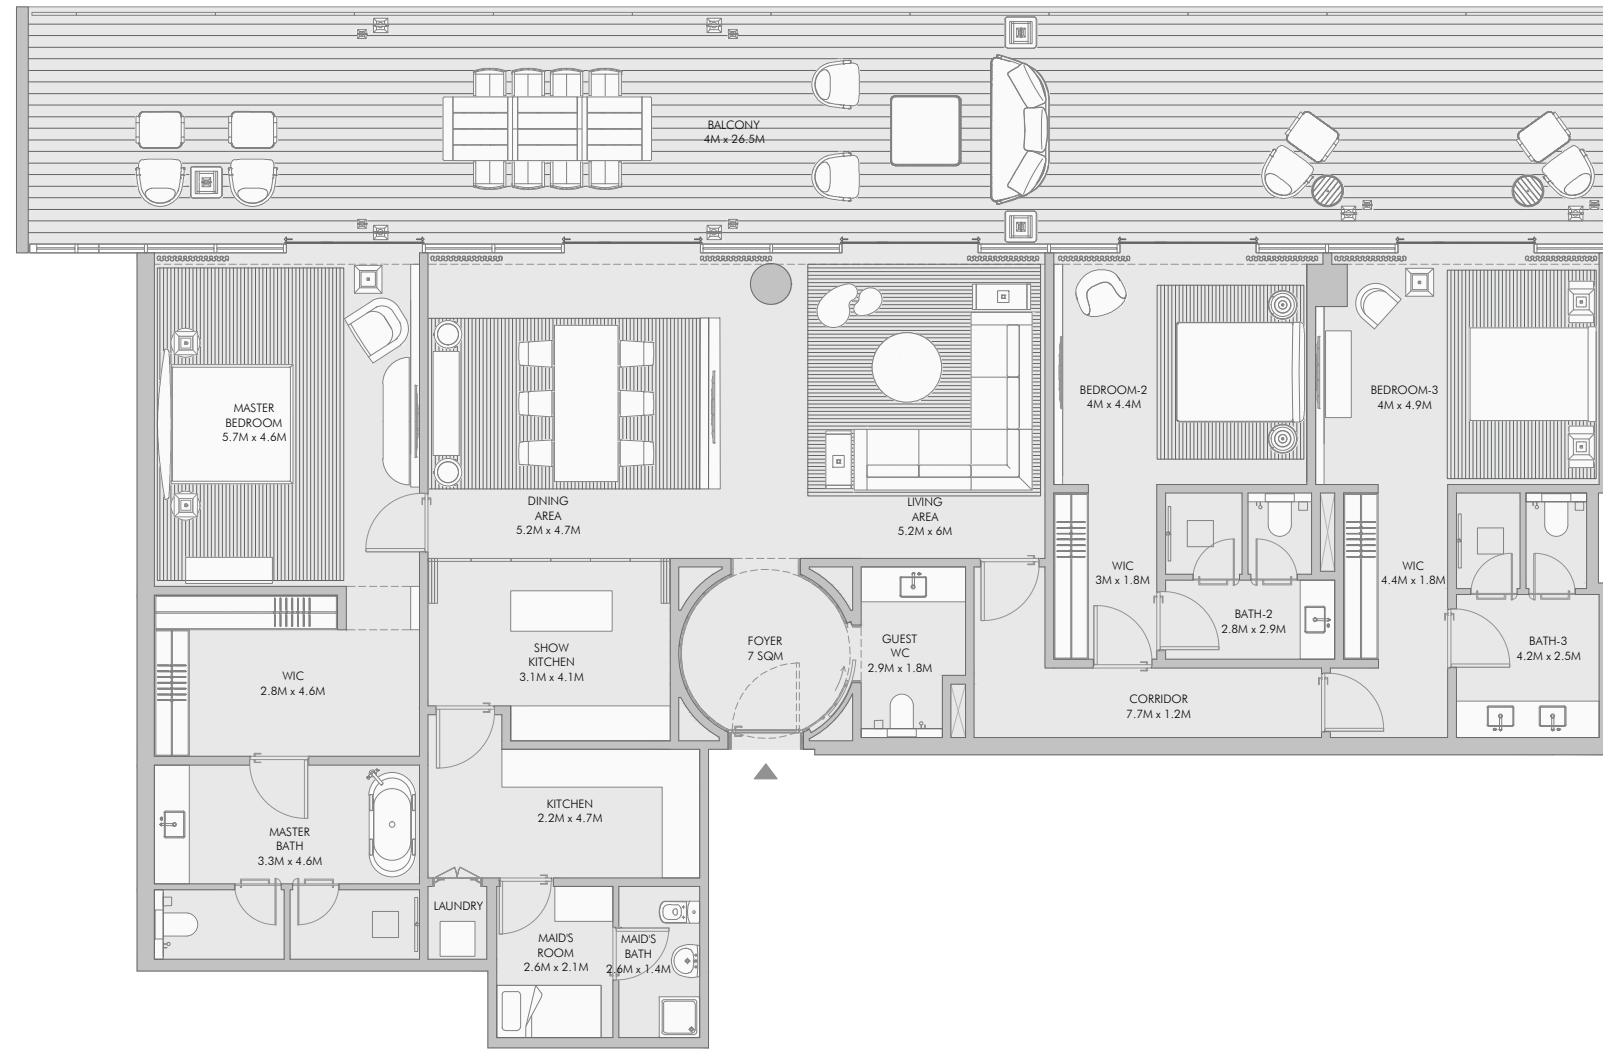 BALCONY
4M x 26.5M
MASTER
BEDROOM
5.7M x 4.6M
DINING
AREA
5.2M x 4.7M
LIVING
AREA
5.2M x 6M
BEDROOM-2
4M x 4.4M
BEDROOM-3
4M x 4.9M
WIC
3M x 1.8M
WIC
4.4M x 1.8M
BATH-2
2.8M x 2.9M
BATH-3
4.2M x 2.5M
SHOW
KITCHEN
3.1M x 4.1M
FOYER
7 SQM
GUEST
WC
2.9M x 1.8M
WIC
2.8M x 4.6M
CORRIDOR
7.7M x 1.2M
KITCHEN
2.2M x 4.7M
MASTER
BATH
3.3M x 4.6M
LAUNDRY
MAID'S
ROOM
2.6M x 2.1M
MAID'S
BATH
2.6M x 1.4M